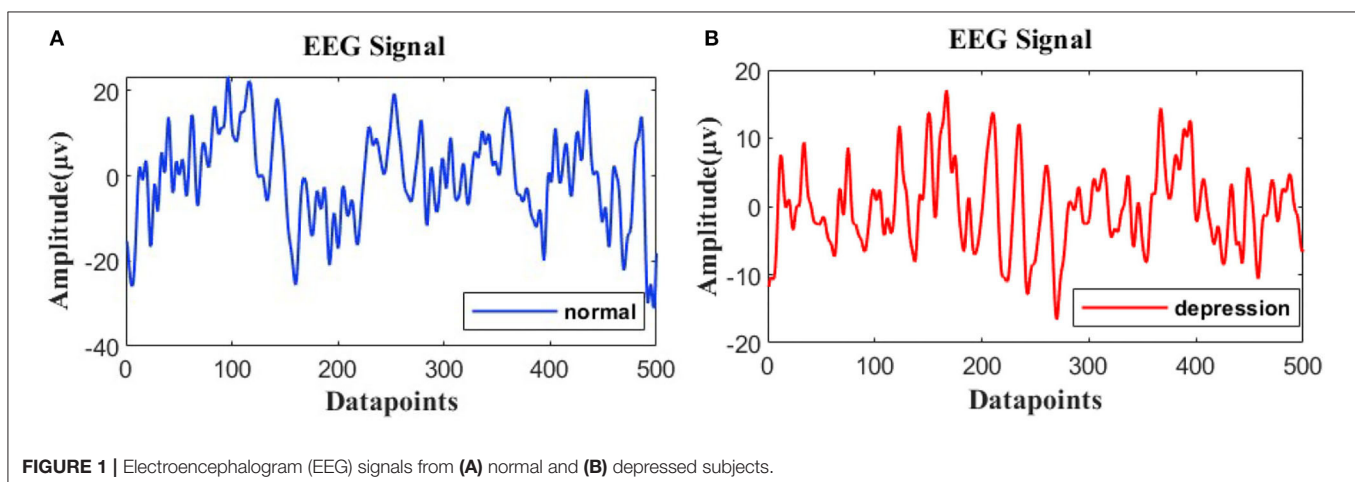 A
EEG Signal
Amplitude(μv)
20
0
-20
-40
0
100
200
300
400
500
normal
Datapoints
B
EEG Signal
Amplitude(μv)
20
10
0
-10
-20
0
100
200
300
400
500
depression
Datapoints
FIGURE 1 | Electroencephalogram (EEG) signals from (A) normal and (B) depressed subjects.